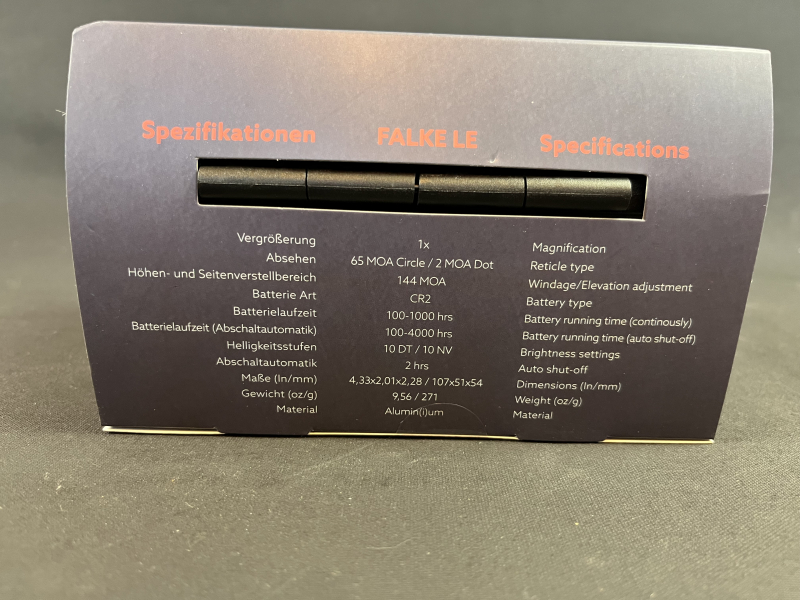 Spezifikationen FALKE LE Specifications
Vergrößerung 1x Magnification
Absehen 65 MOA Circle / 2 MOA Dot Reticle type
Höhen- und Seitenverstellbereich 144 MOA Windage/Elevation adjustment
Batterie Art CR2 Battery type
Batterielaufzeit 100-1000 hrs Battery running time (continously)
Batterielaufzeit (Abschaltautomatik) 100-4000 hrs Battery running time (auto shut-off)
Helligkeitsstufen 10 DT / 10 NV Brightness settings
Abschaltautomatik 2 hrs Auto shut-off
Maße (In/mm) 4,33x2,01x2,28 / 107x51x54 Dimensions (In/mm)
Gewicht (oz/g) 9,56 / 271 Weight (oz/g)
Material Alumin(i)um Material